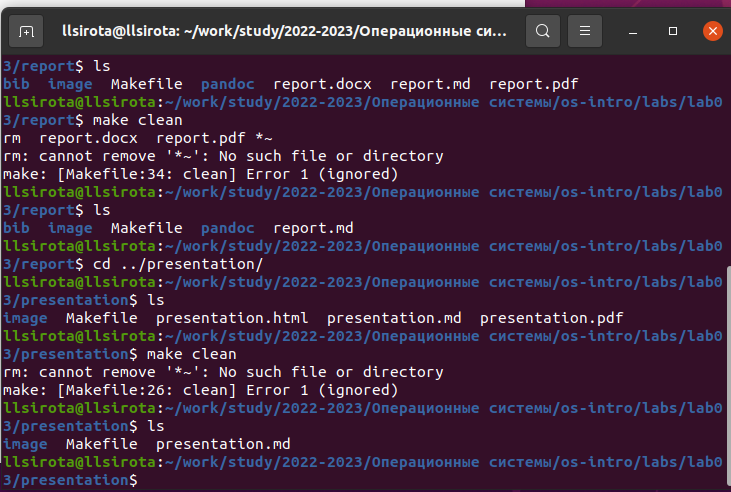 llsirota@llsirota: ~/work/study/2022-2023/Операционные си...
3/report$ ls
bib  image  Makefile  pandoc  report.docx  report.md  report.pdf
llsirota@llsirota:~/work/study/2022-2023/Операционные системы/os-intro/labs/lab0
3/report$ make clean
rm  report.docx  report.pdf *~
rm: cannot remove '*~': No such file or directory
make: [Makefile:34: clean] Error 1 (ignored)
llsirota@llsirota:~/work/study/2022-2023/Операционные системы/os-intro/labs/lab0
3/report$ ls
bib  image  Makefile  pandoc  report.md
llsirota@llsirota:~/work/study/2022-2023/Операционные системы/os-intro/labs/lab0
3/report$ cd ../presentation/
llsirota@llsirota:~/work/study/2022-2023/Операционные системы/os-intro/labs/lab0
3/presentation$ ls
image  Makefile  presentation.html  presentation.md  presentation.pdf
llsirota@llsirota:~/work/study/2022-2023/Операционные системы/os-intro/labs/lab0
3/presentation$ make clean
rm: cannot remove '*~': No such file or directory
make: [Makefile:26: clean] Error 1 (ignored)
llsirota@llsirota:~/work/study/2022-2023/Операционные системы/os-intro/labs/lab0
3/presentation$ ls
image  Makefile  presentation.md
llsirota@llsirota:~/work/study/2022-2023/Операционные системы/os-intro/labs/lab0
3/presentation$